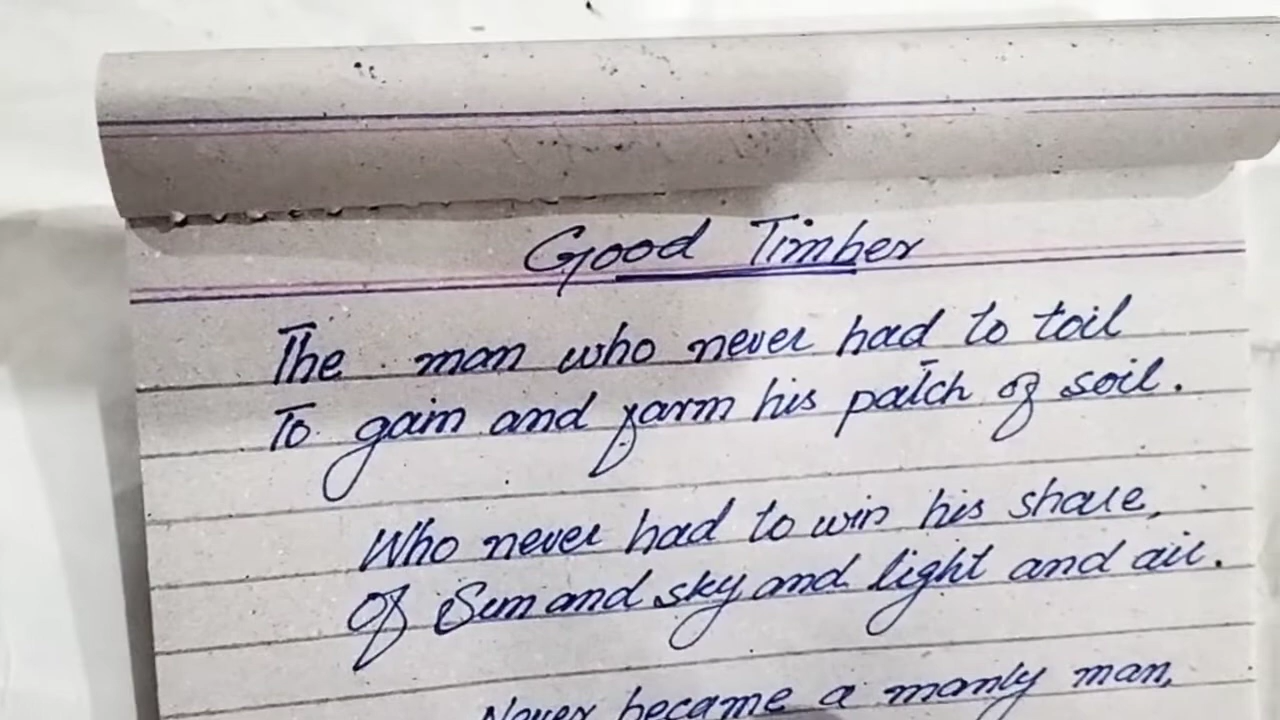 Good Timber
The man who never had to toil
To gain and farm his patch of soil.
Who never had to win his share,
of Sun and sky and light and air.
Never became a manly man,